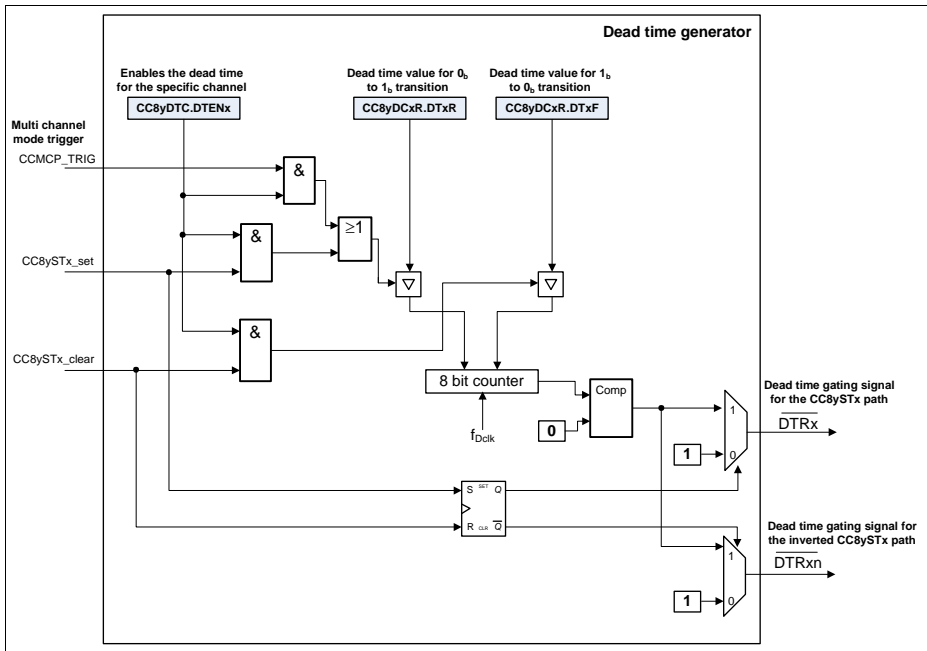 Dead time generator
Enables the dead time
for the specific channel
CC8yDTC.DTENx
Dead time value for 0b
to 1b transition
CC8yDCxR.DTxR
Dead time value for 1b
to 0b transition
CC8yDCxR.DTxF
Multi channel
mode trigger
CCMCP_TRIG
&
≥1
&
CC8ySTx_set
&
CC8ySTx_clear
8 bit counter
Comp
fDclk
0
Dead time gating signal
for the CC8ySTx path
1
DTRx
1
0
S SET Q
R CLR Q
Dead time gating signal for
the inverted CC8ySTx path
1
DTRxn
1
0